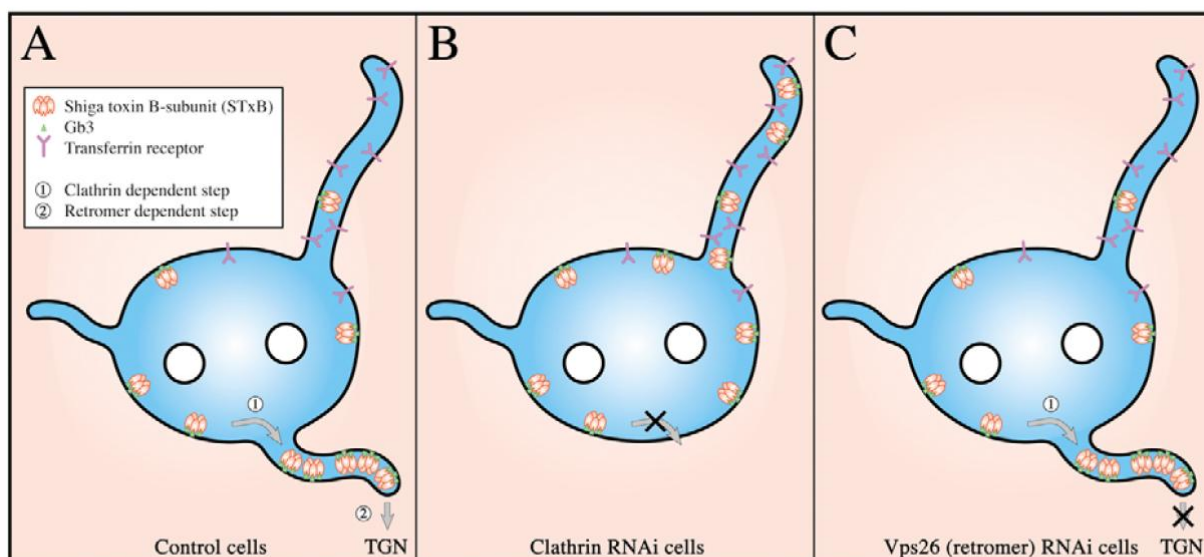 A
B
C
Shiga toxin B-subunit (STxB)
Gb3
Transferrin receptor
① Clathrin dependent step
② Retromer dependent step
①
①
②
Control cells
TGN
Clathrin RNAi cells
Vps26 (retromer) RNAi cells
TGN